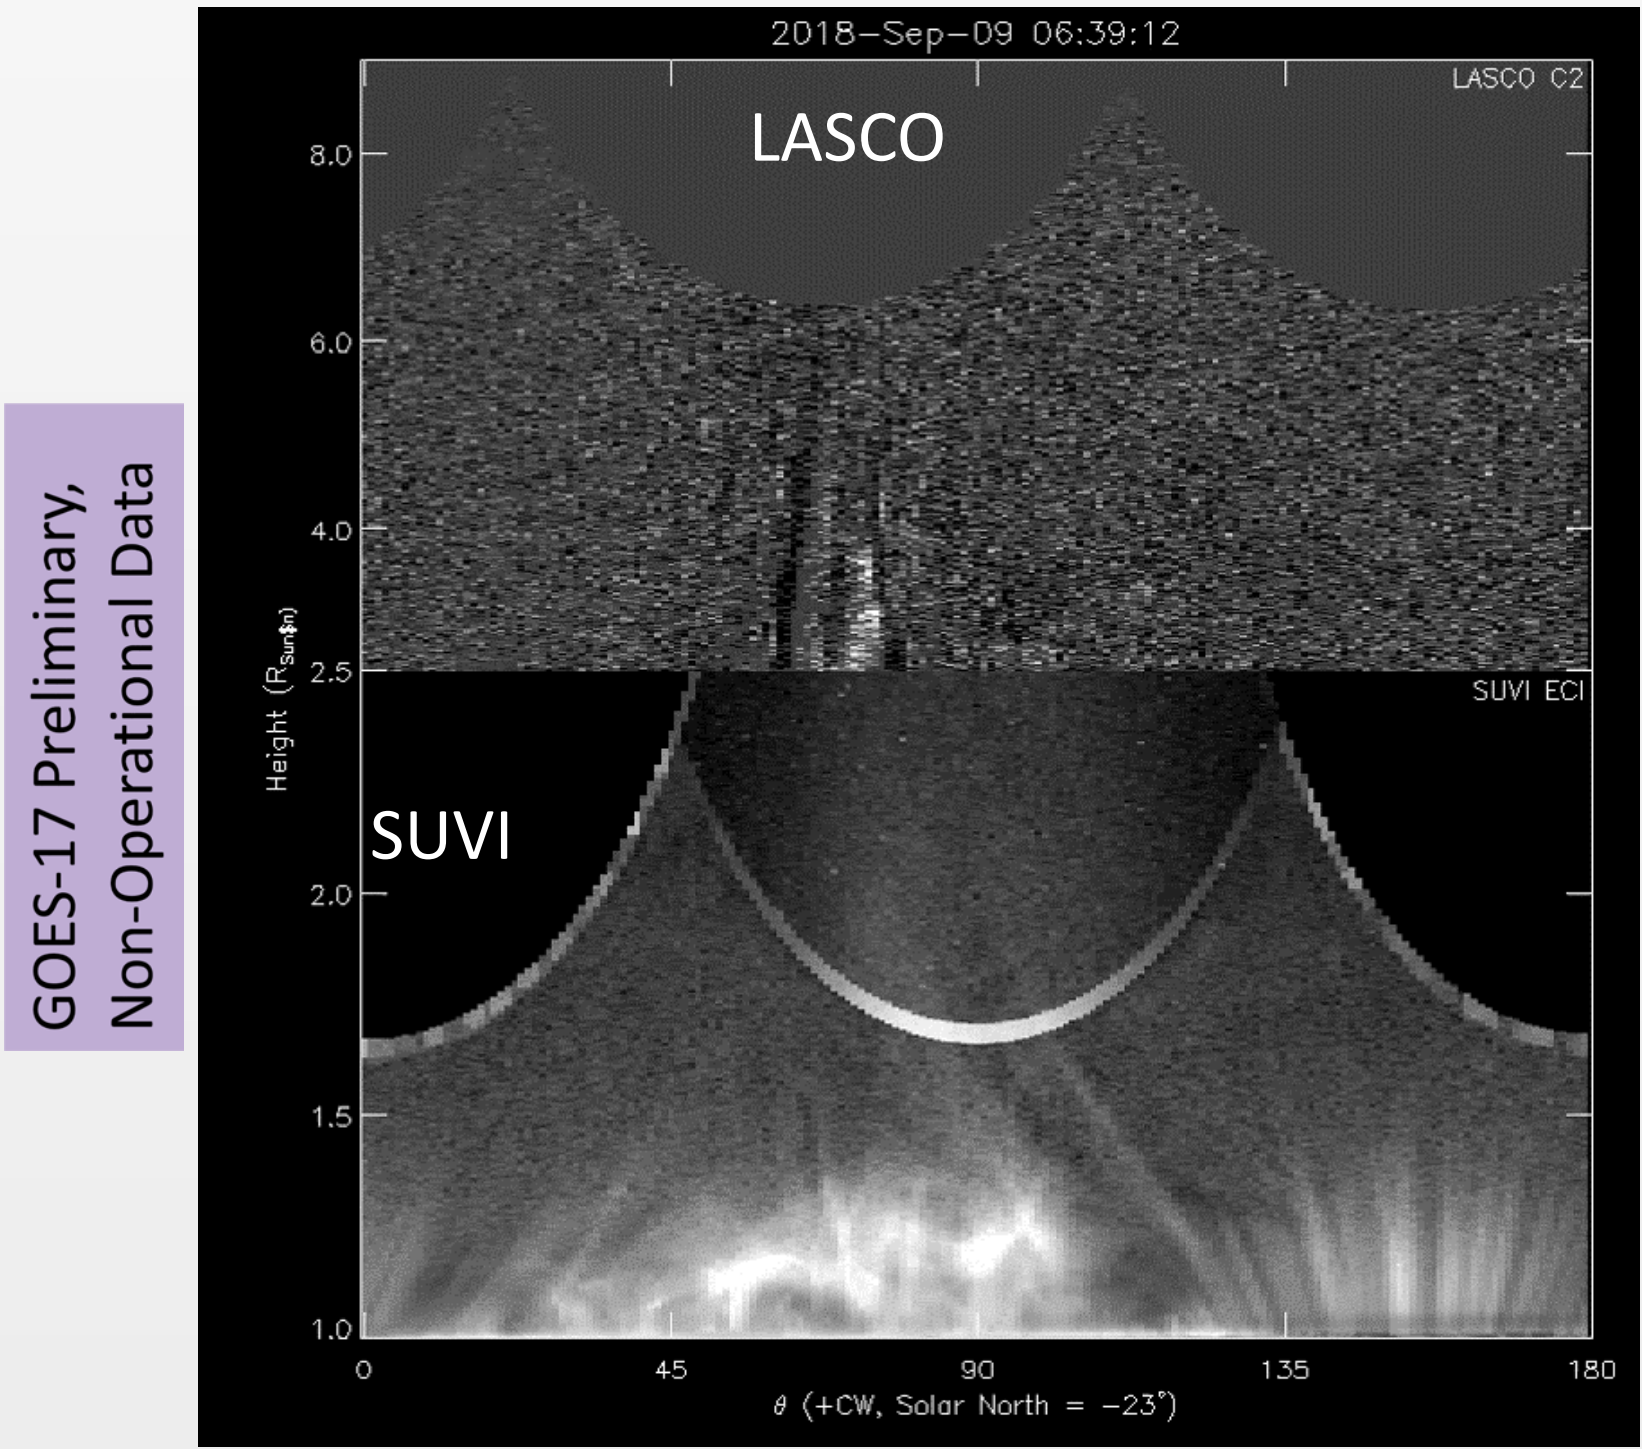 2018-Sep-09 06:39:12
LASCO C2
LASCO
8.0
6.0
4.0
2.5
SUVI ECI
SUVI
2.0
1.5
1.0
0 45 90 135 180
θ (+CW, Solar North = -23°)
Height (R
GOES-17 Preliminary,
Non-Operational Data